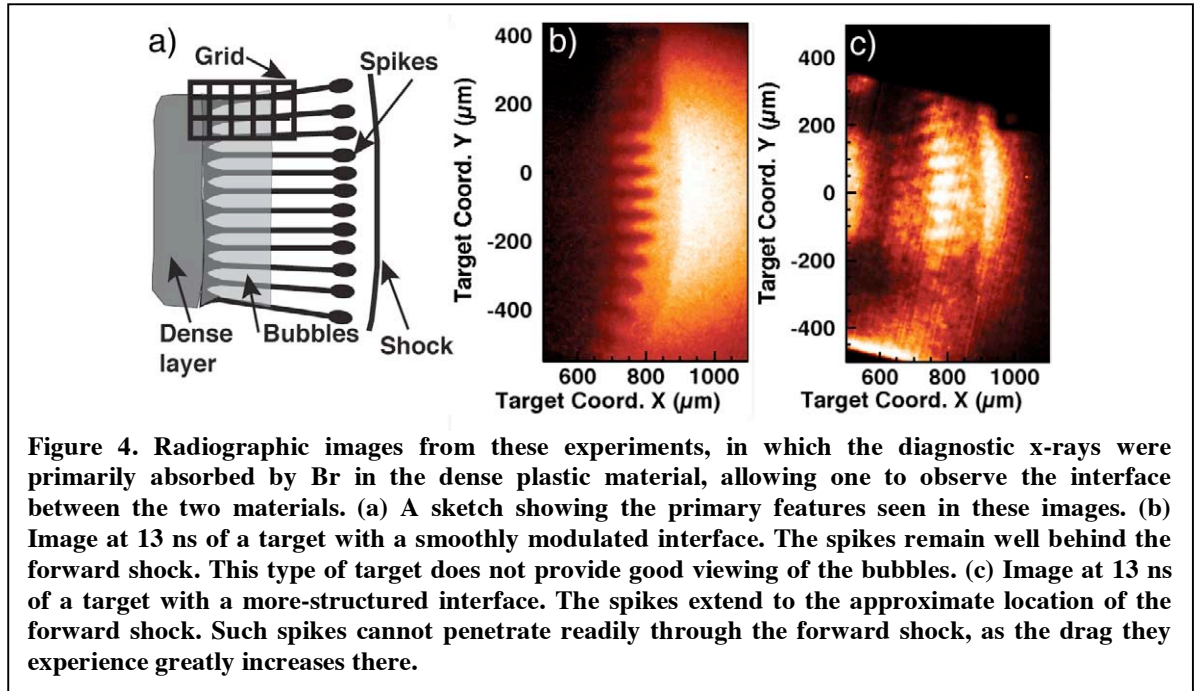 a)
Grid
Spikes
Dense
layer
Bubbles
Shock
b)
Target Coord. Y (µm)
400
200
0
-200
-400
600 800 1000
Target Coord. X (µm)
c)
Target Coord. Y (µm)
400
200
0
-200
-400
600 800 1000
Target Coord. X (µm)
Figure 4. Radiographic images from these experiments, in which the diagnostic x-rays were
primarily absorbed by Br in the dense plastic material, allowing one to observe the interface
between the two materials. (a) A sketch showing the primary features seen in these images. (b)
Image at 13 ns of a target with a smoothly modulated interface. The spikes remain well behind the
forward shock. This type of target does not provide good viewing of the bubbles. (c) Image at 13 ns
of a target with a more-structured interface. The spikes extend to the approximate location of the
forward shock. Such spikes cannot penetrate readily through the forward shock, as the drag they
experience greatly increases there.